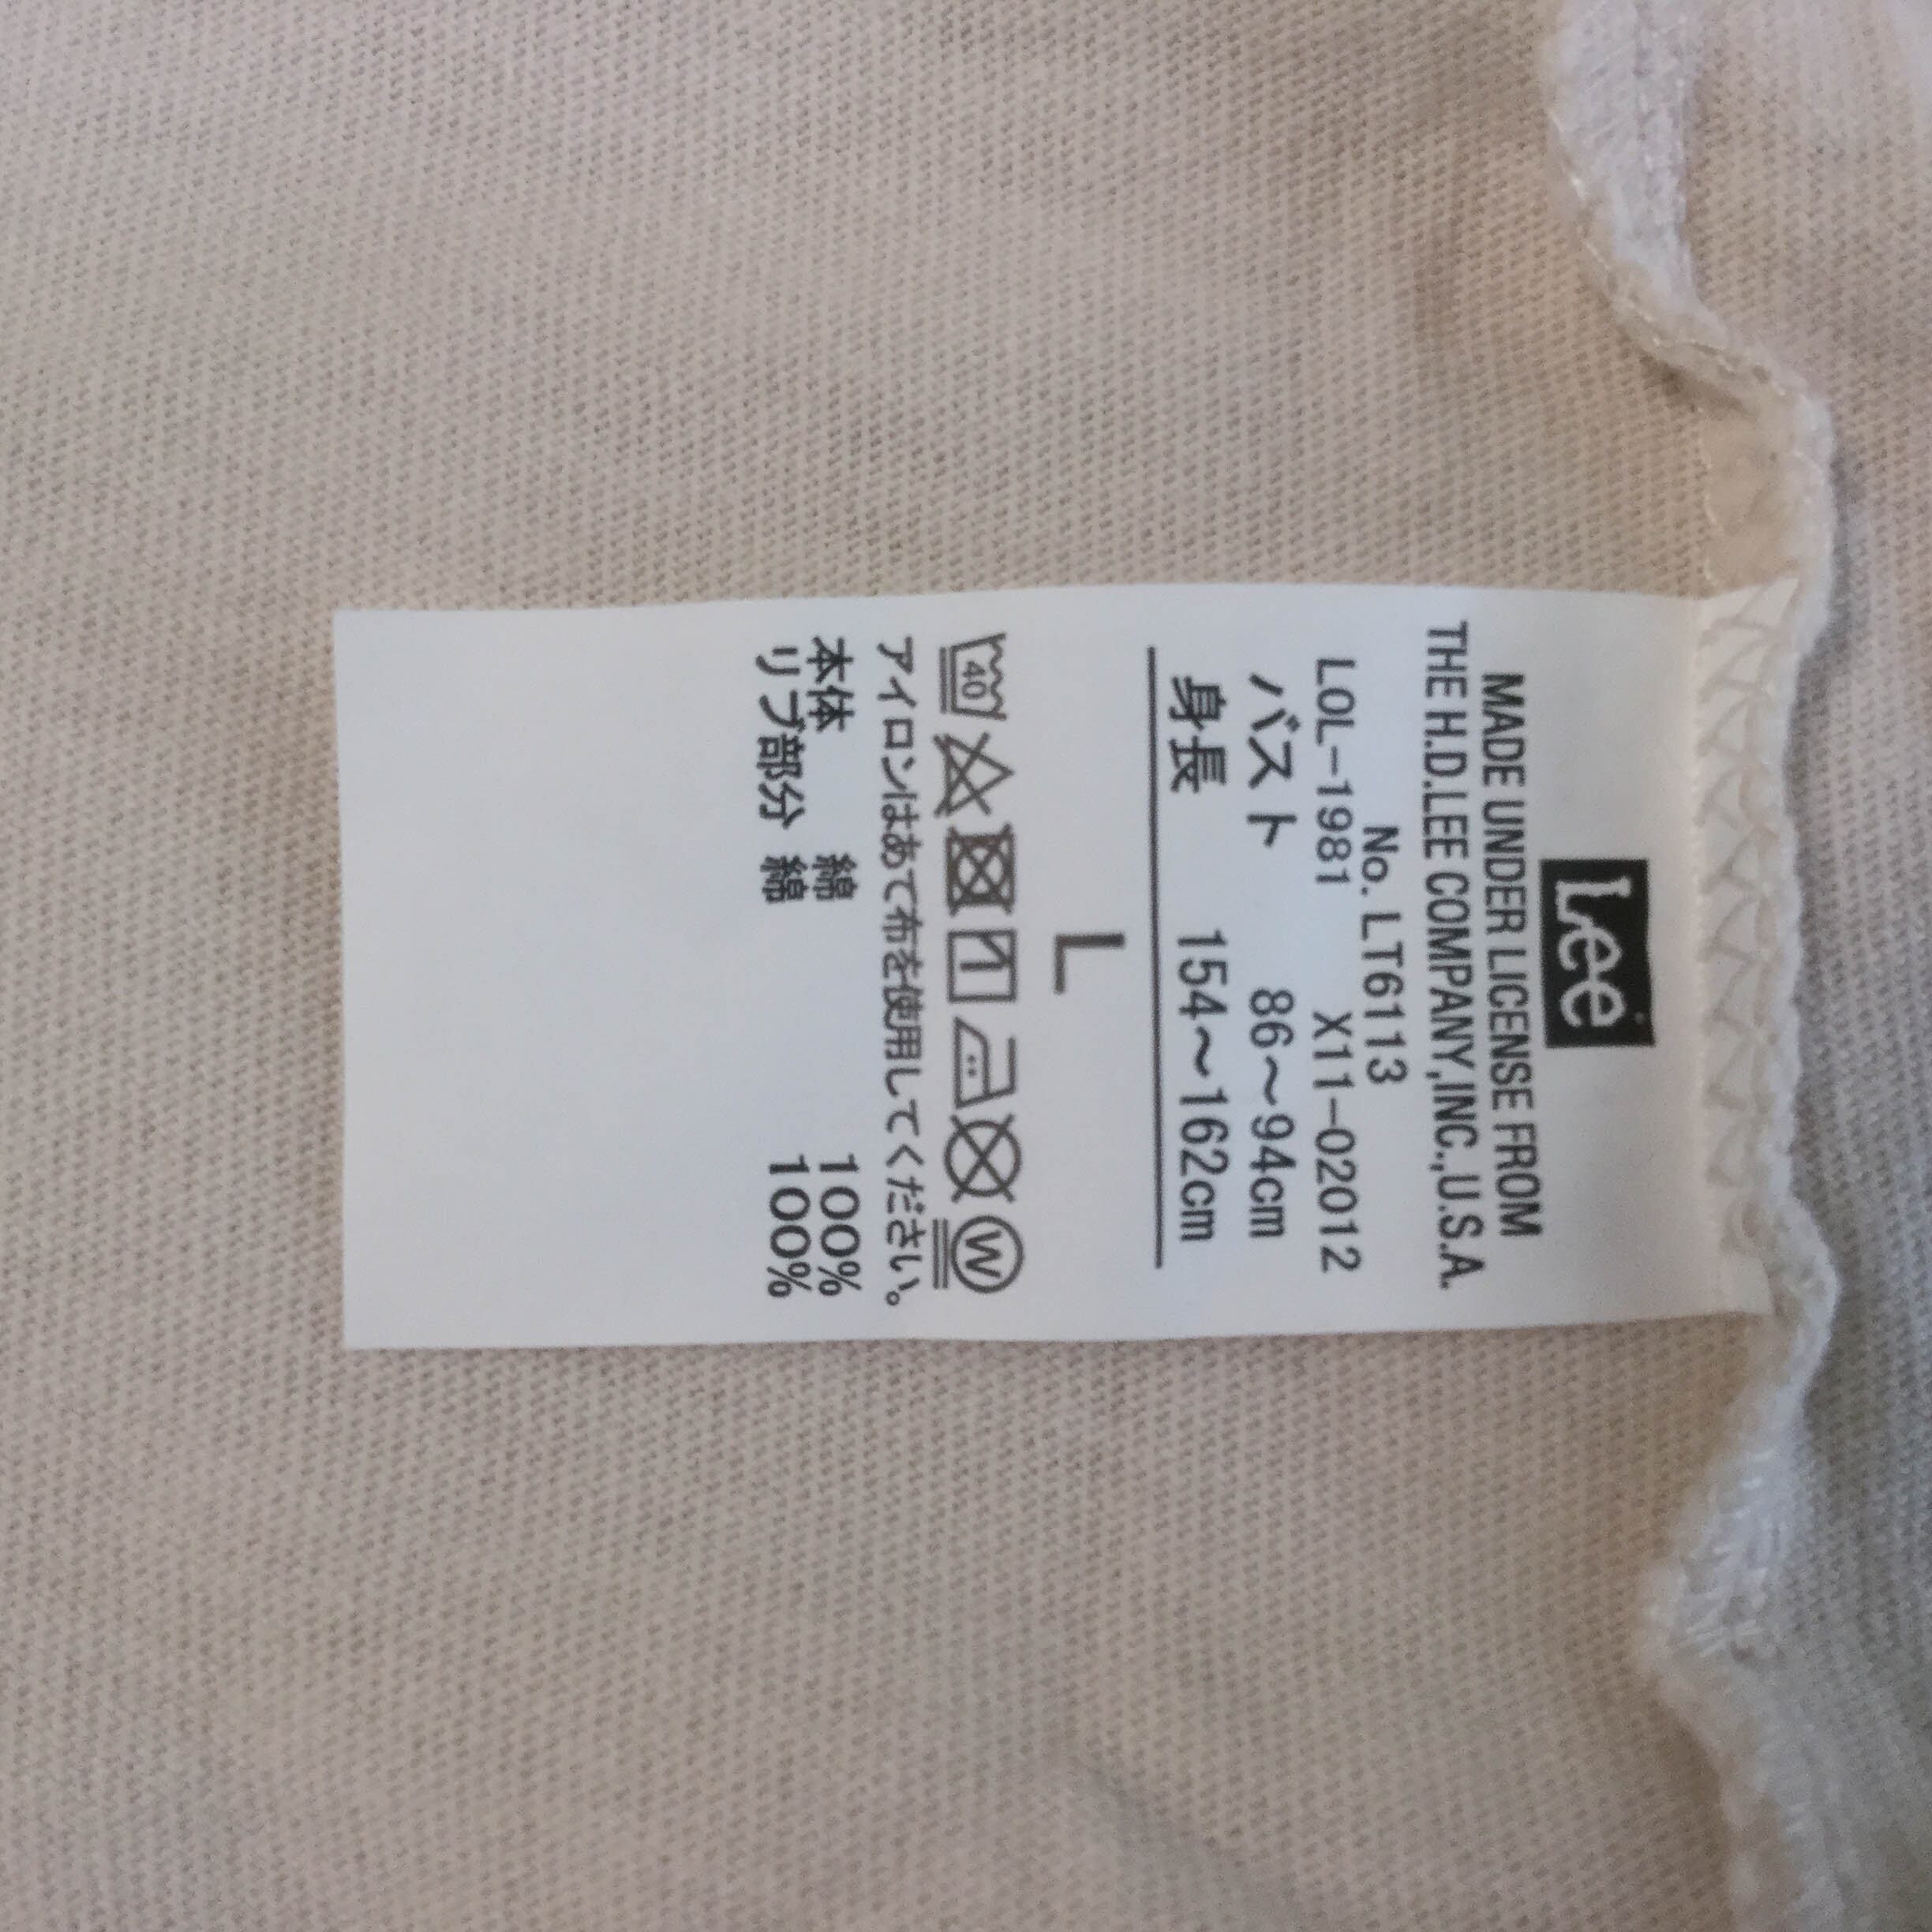 Lee
MADE UNDER LICENSE FROM
THE H.D.LEE COMPANY,INC.,U.S.A.
No. LT6113
LOL-1981 X11-02012
バスト 86～94cm
身長 154～162cm
L
40 W
アイロンはあて布を使用してください。
本体 綿 100%
リブ部分 綿 100%